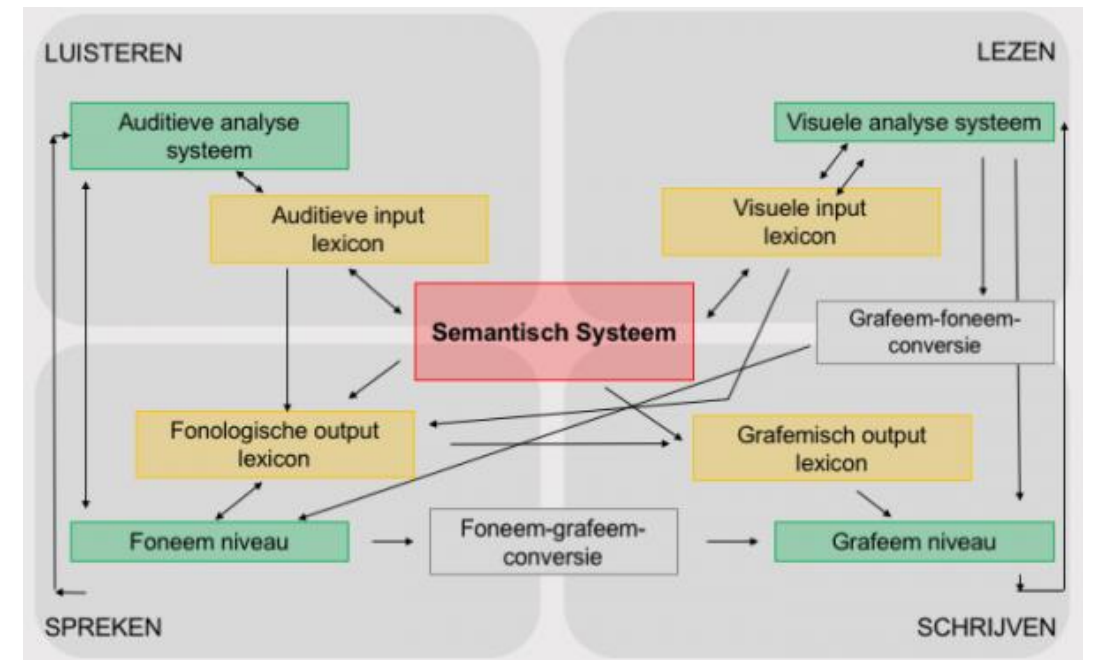 LUISTEREN
LEZEN
Auditieve analyse
systeem
Visuele analyse systeem
Auditieve input
lexicon
Visuele input
lexicon
Semantisch Systeem
Grafeem-foneem-
conversie
Fonologische output
lexicon
Grafemisch output
lexicon
Foneem niveau
Foneem-grafeem-
conversie
Grafeem niveau
SPREKEN
SCHRIJVEN